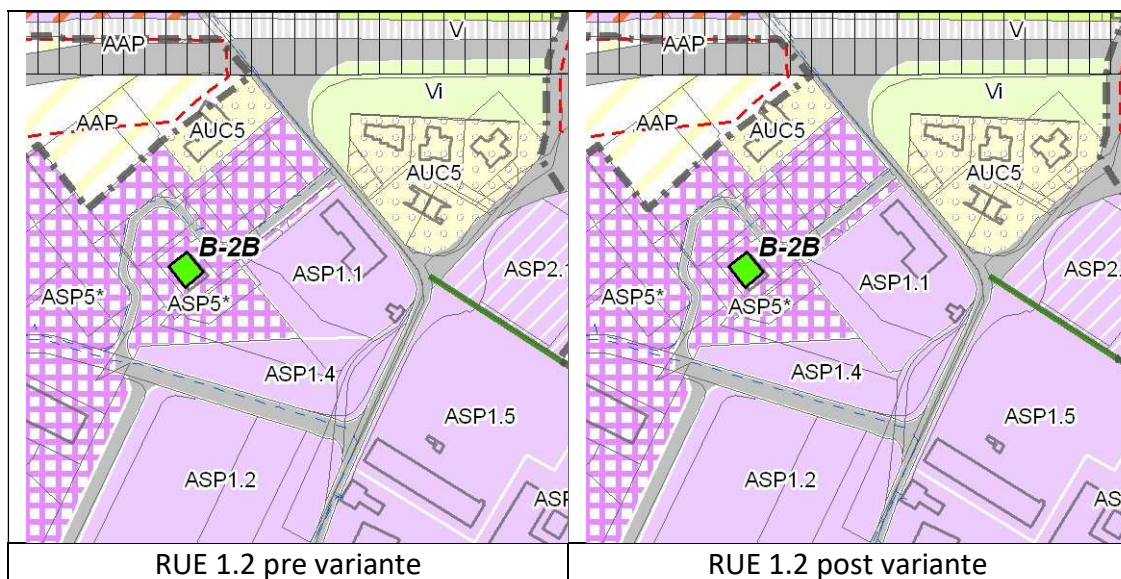 AAP
V
Vi
AAP
AUC5
AUC5
B-2B
ASP1.1
ASP2.
ASP5*
ASP5*
ASP1.4
ASP1.5
ASP1.2
RUE 1.2 pre variante
AAP
V
Vi
AAP
AUC5
AUC5
B-2B
ASP1.1
ASP2.
ASP5*
ASP5*
ASP1.4
ASP1.5
ASP1.2
AS
RUE 1.2 post variante